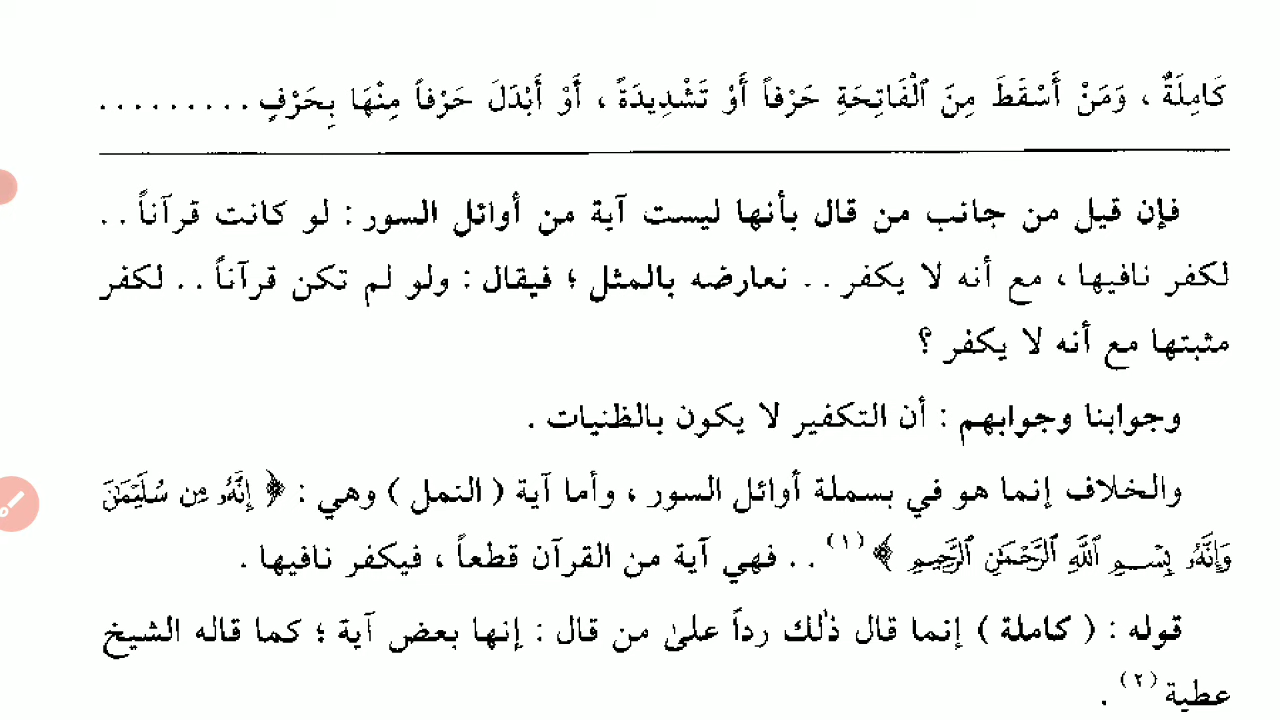 كَامِلَةٌ ، وَمَنْ أَسْقَطَ مِنَ ٱلْفَاتِحَةِ حَرْفاً أَوْ تَشْدِيدَةً ، أَوْ أَبْدَلَ حَرْفاً مِنْهَا بِحَرْفٍ . . . . . . . . .
فإن قيل من جانب من قال بأنها ليست آية من أوائل السور : لو كانت قرآناً . .
لكفر نافيها ، مع أنه لا يكفر . . نعارضه بالمثل ؛ فيقال : ولو لم تكن قرآناً . . لكفر
مثبتها مع أنه لا يكفر ؟
وجوابنا وجوابهم : أن التكفير لا يكون بالظنيات .
والخلاف إنما هو في بسملة أوائل السور ، وأما آية ( النمل ) وهي : ﴿ إِنَّهُۥ مِن سُلَيْمَٰنَ
وَإِنَّهُۥ بِسْمِ ٱللَّهِ ٱلرَّحْمَٰنِ ٱلرَّحِيمِ ﴾ (١) . . فهي آية من القرآن قطعاً ، فيكفر نافيها .
قوله : ( كاملة ) إنما قال ذٰلك رداً علىٰ من قال : إنها بعض آية ؛ كما قاله الشيخ
عطية (٢) .